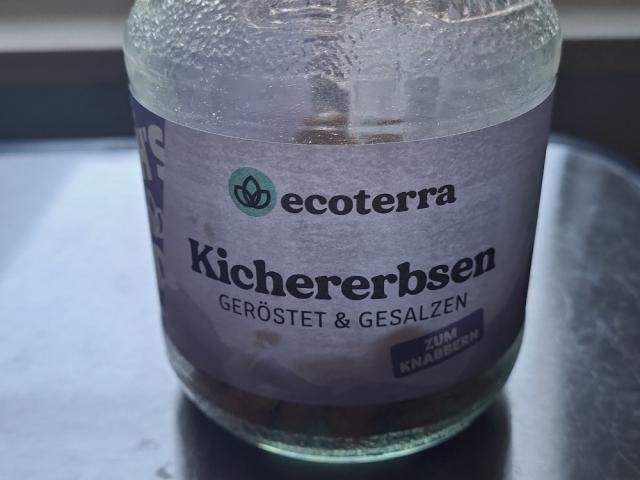 ecoterra
Kichererbsen
GERÖSTET & GESALZEN
ZUM
KNABBERN